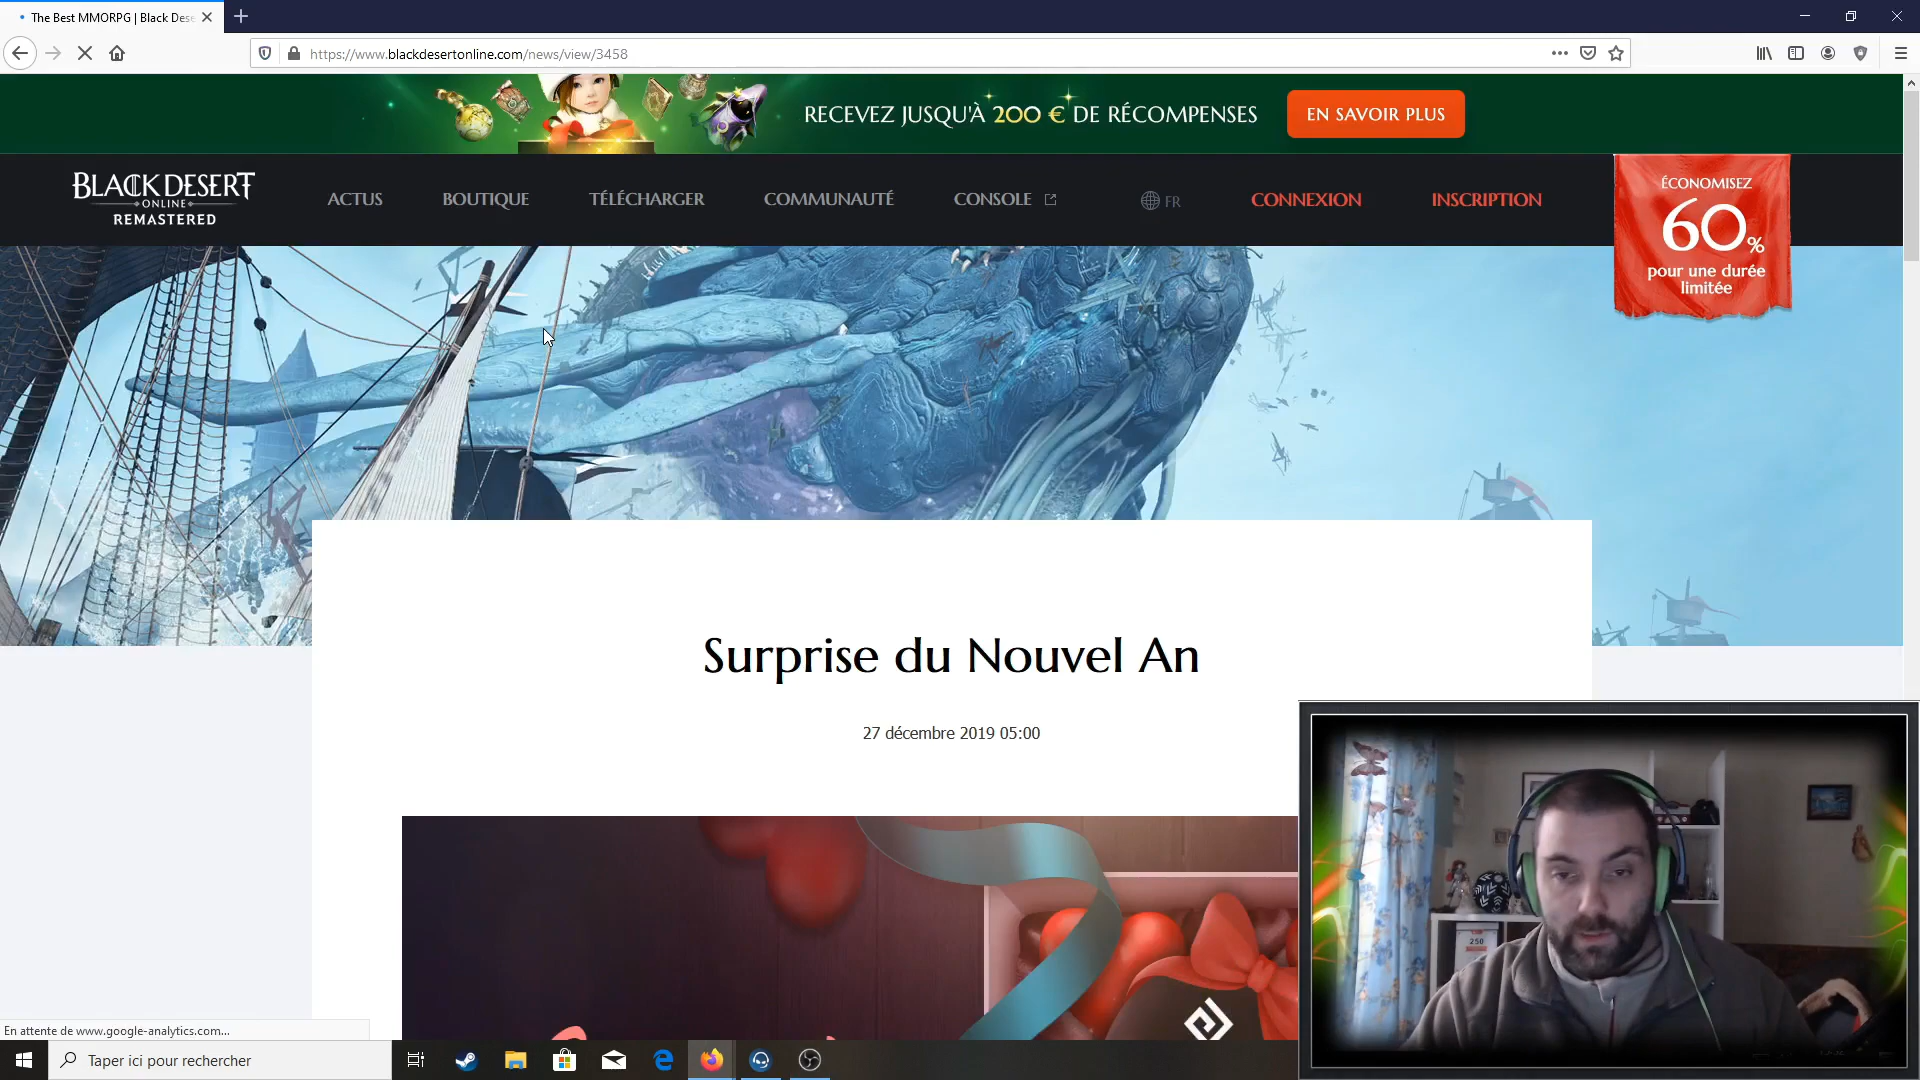 The Best MMORPG | Black Dese
https://www.blackdesertonline.com/news/view/3458
RECEVEZ JUSQU'À 200 € DE RÉCOMPENSES
EN SAVOIR PLUS
BLACK DESERT
ONLINE
REMASTERED
ACTUS
BOUTIQUE
TÉLÉCHARGER
COMMUNAUTÉ
CONSOLE
FR
CONNEXION
INSCRIPTION
ÉCONOMISEZ
60%
pour une durée
limitée
Surprise du Nouvel An
27 décembre 2019 05:00
250
En attente de www.google-analytics.com...
Taper ici pour rechercher